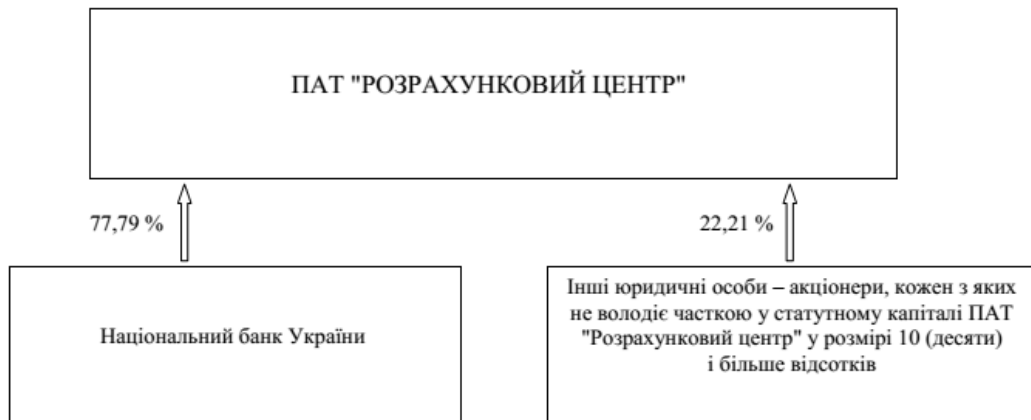 ПАТ "РОЗРАХУНКОВИЙ ЦЕНТР"
77,79 %
22,21 %
Національний банк України
Інші юридичні особи – акціонери, кожен з яких
не володіє часткою у статутному капіталі ПАТ
"Розрахунковий центр" у розмірі 10 (десяти)
і більше відсотків